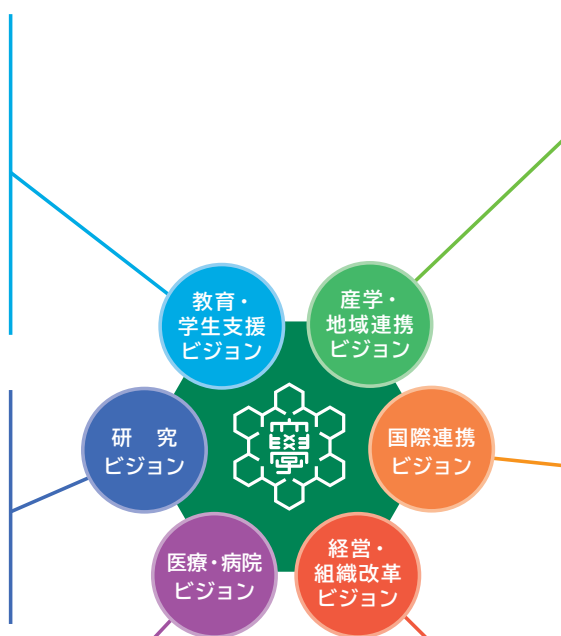 教育・
学生支援
ビジョン
産学・
地域連携
ビジョン
研 究
ビジョン
国際連携
ビジョン
医療・病院
ビジョン
経営・
組織改革
ビジョン